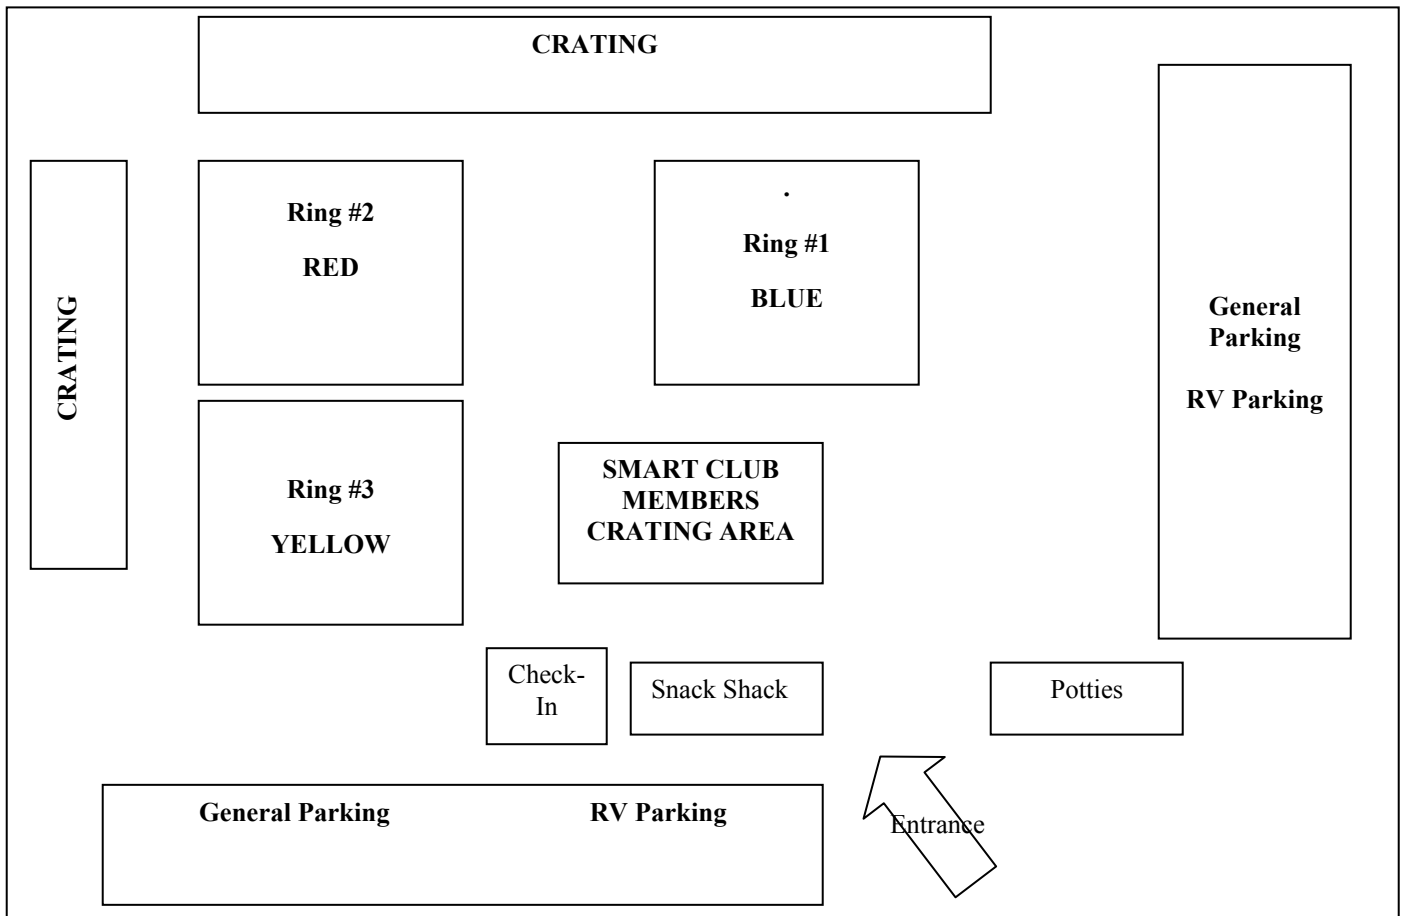 CRATING
CRATING
Ring #2
RED
.
Ring #1
BLUE
General
Parking
RV Parking
Ring #3
YELLOW
SMART CLUB
MEMBERS
CRATING AREA
Check-
In
Snack Shack
Potties
General Parking
RV Parking
Entrance